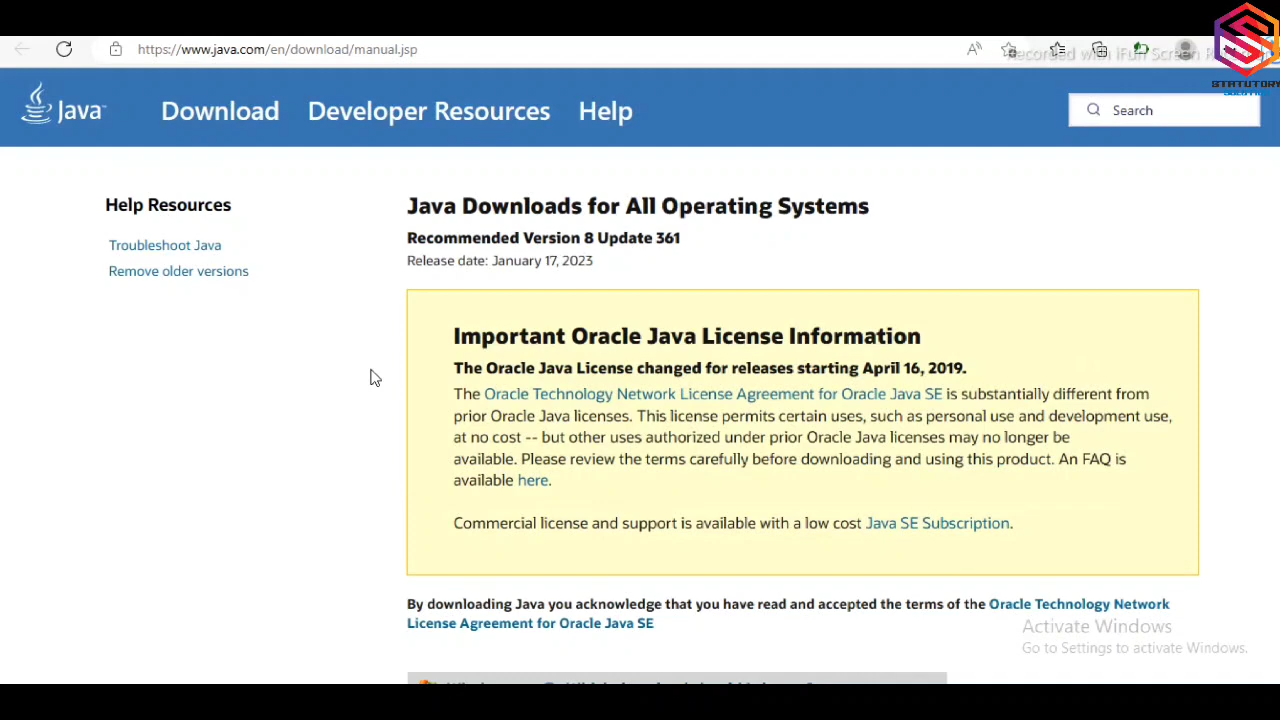 https://www.java.com/en/download/manual.jsp
Recorded with iFun Screen
STATUTORY
Java
Download
Developer Resources
Help
Search
Help Resources
Troubleshoot Java
Remove older versions
Java Downloads for All Operating Systems
Recommended Version 8 Update 361
Release date: January 17, 2023
Important Oracle Java License Information
The Oracle Java License changed for releases starting April 16, 2019.
The Oracle Technology Network License Agreement for Oracle Java SE is substantially different from
prior Oracle Java licenses. This license permits certain uses, such as personal use and development use,
at no cost -- but other uses authorized under prior Oracle Java licenses may no longer be
available. Please review the terms carefully before downloading and using this product. An FAQ is
available here.
Commercial license and support is available with a low cost Java SE Subscription.
By downloading Java you acknowledge that you have read and accepted the terms of the Oracle Technology Network
License Agreement for Oracle Java SE
Activate Windows
Go to Settings to activate Windows.